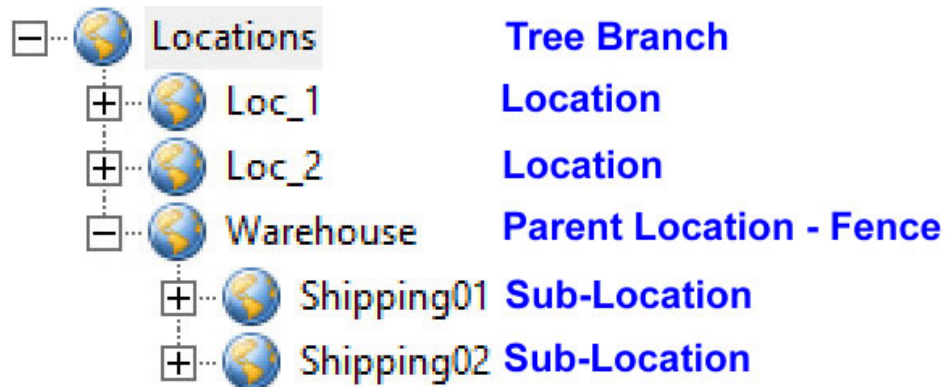 Locations Tree Branch
Loc_1 Location
Loc_2 Location
Warehouse Parent Location - Fence
Shipping01 Sub-Location
Shipping02 Sub-Location